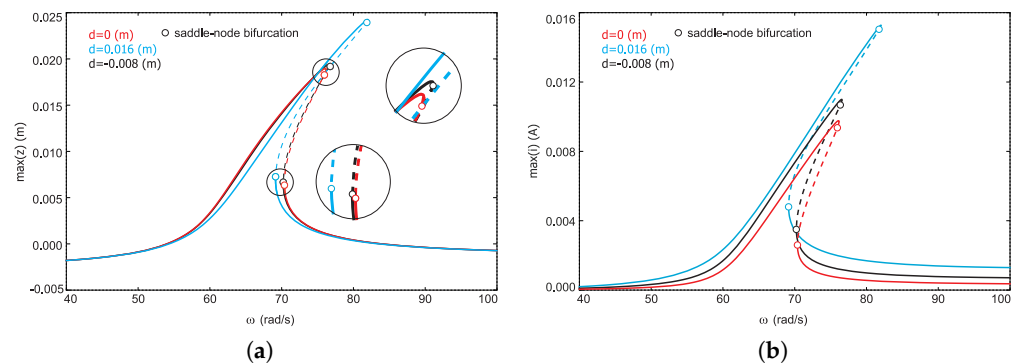 0.025
0.020
0.015
0.010
0.005
0.000
-0,005
max(z) (m)
d=0 (m)
d=0.016 (m)
d=-0.008 (m)
saddle-node bifurcation
40 50 60 70 80 90 100
ω (rad/s)
(a)
0.016
0.012
0.008
0.004
0.000
max(i) (A)
d=0 (m)
d=0.016 (m)
d=-0.008 (m)
saddle-node bifurcation
40 50 60 70 80 90 100
ω (rad/s)
(b)